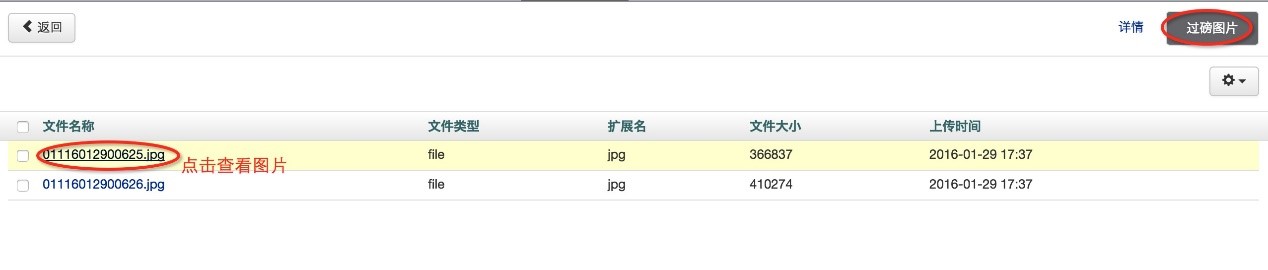 返回 详情 过磅图片
文件名称 文件类型 扩展名 文件大小 上传时间
01116012900625.jpg file jpg 366837 2016-01-29 17:37
点击查看图片
01116012900626.jpg file jpg 410274 2016-01-29 17:37